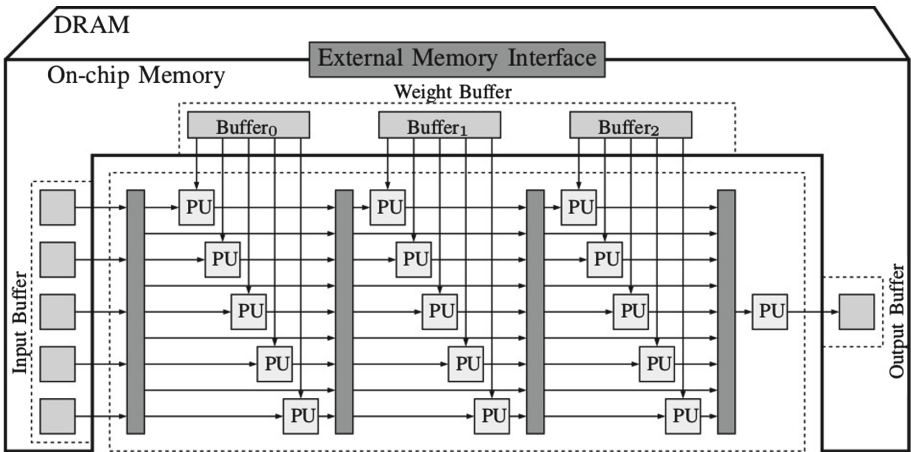 DRAM
External Memory Interface
On-chip Memory
Weight Buffer
Buffer₀ Buffer₁ Buffer₂
PU PU PU
PU PU PU
Input Buffer
PU PU PU PU
Output Buffer
PU PU PU
PU PU PU